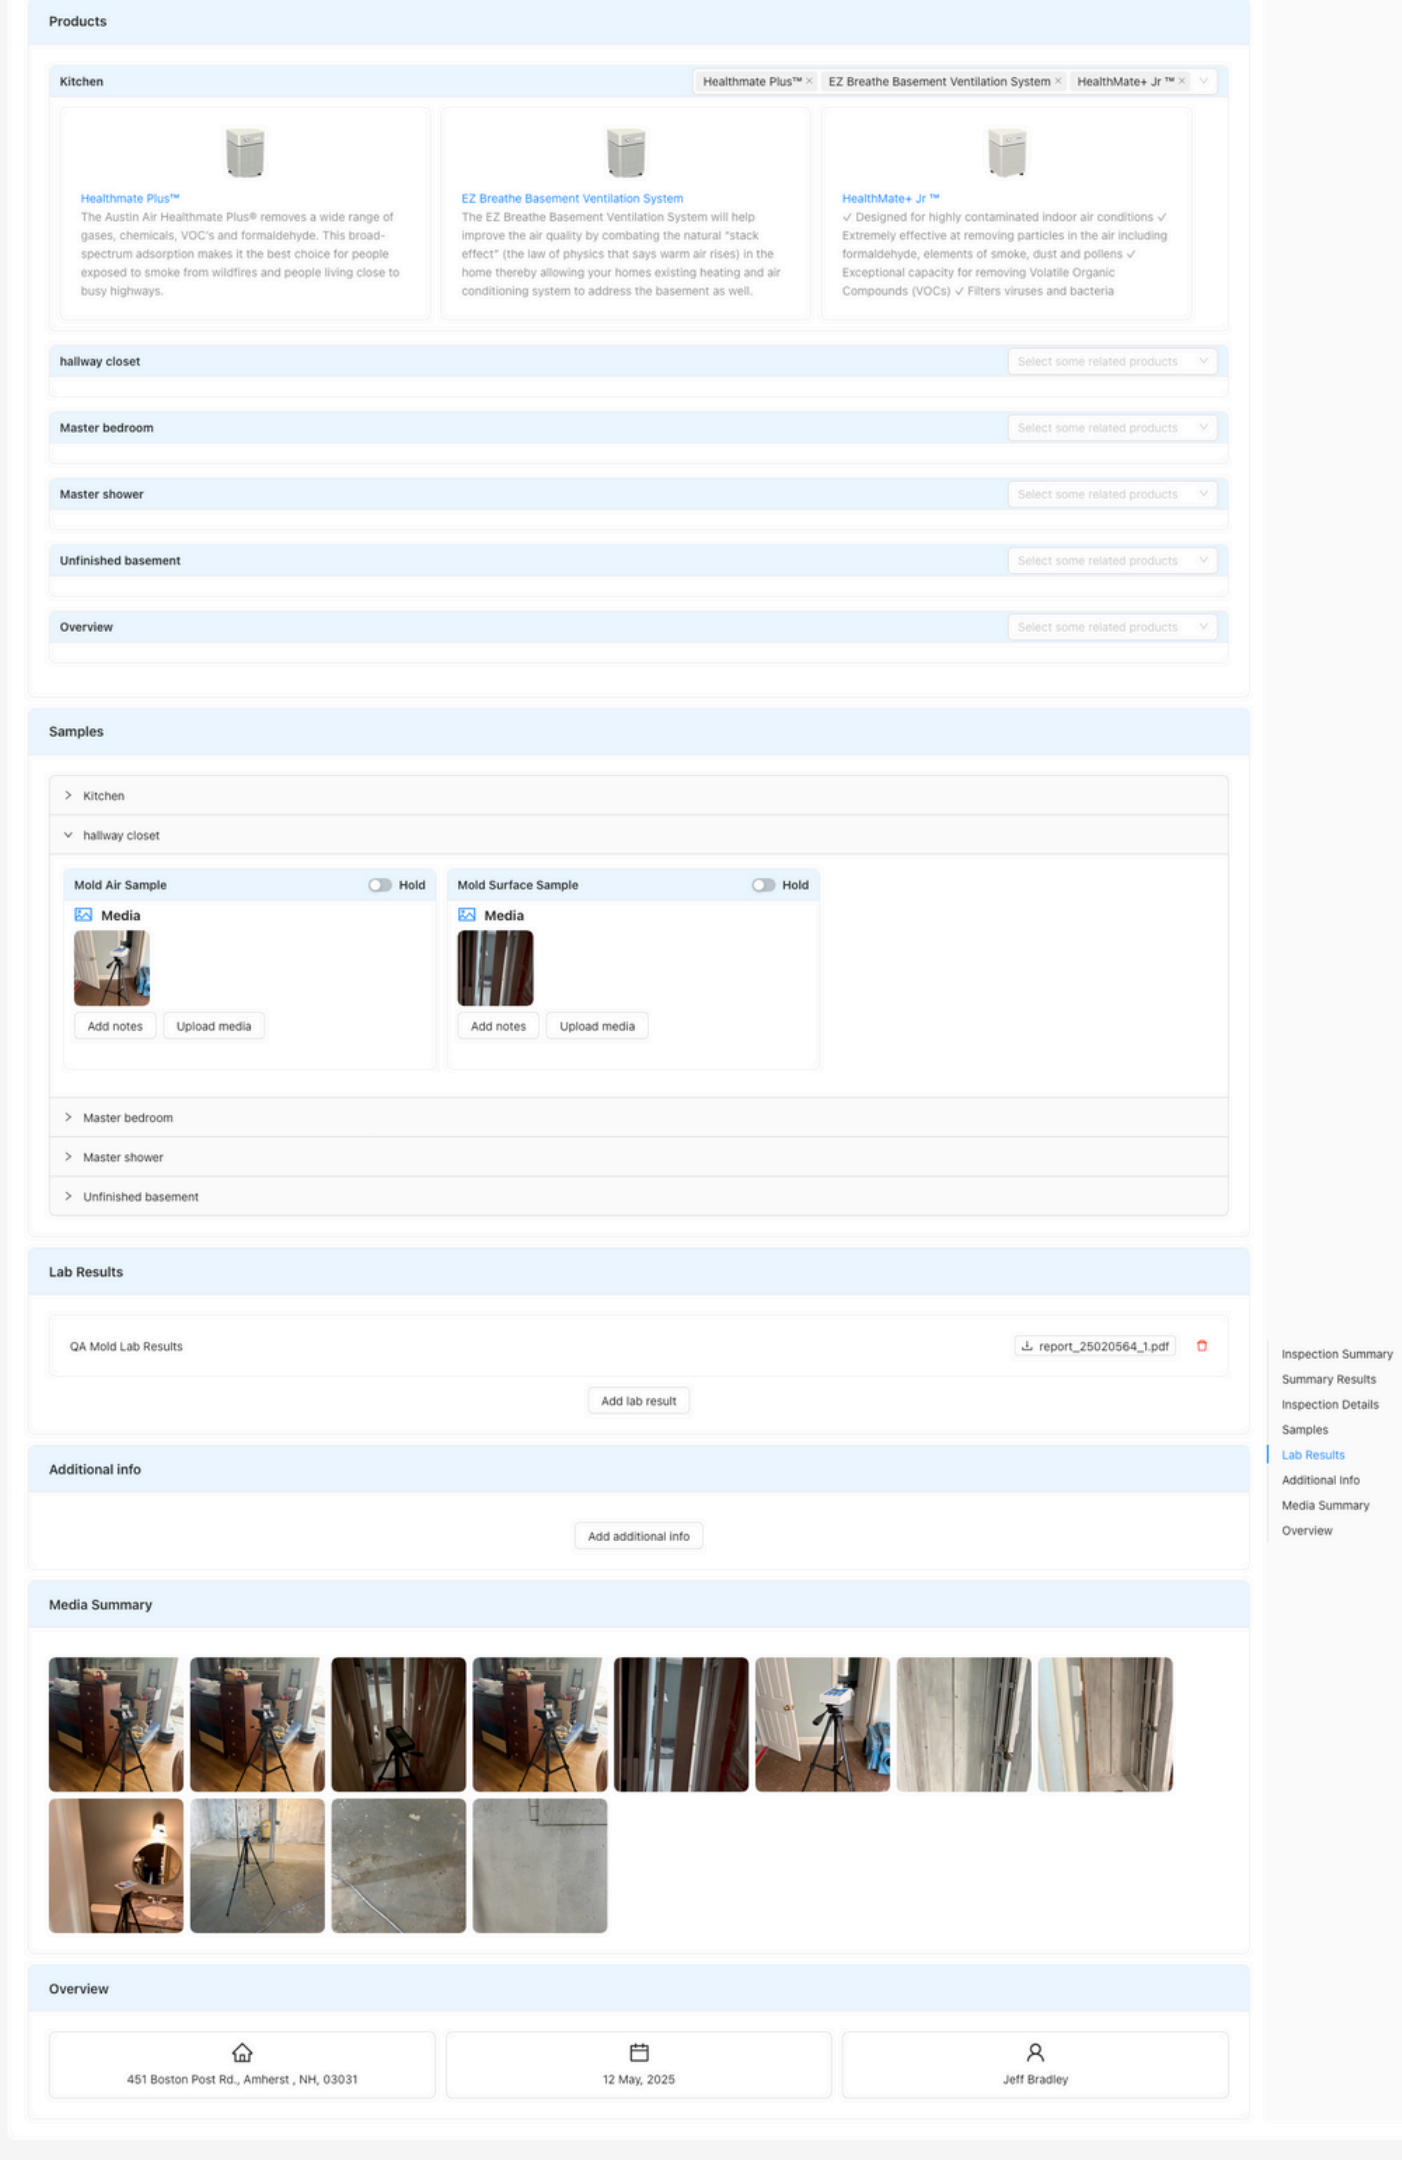 Products
Kitchen
Healthmate Plus™ × EZ Breathe Basement Ventilation System × HealthMate+ Jr ™ ×
Healthmate Plus™
The Austin Air Healthmate Plus® removes a wide range of
gases, chemicals, VOC's and formaldehyde. This broad-
spectrum adsorption makes it the best choice for people
exposed to smoke from wildfires and people living close to
busy highways.
EZ Breathe Basement Ventilation System
The EZ Breathe Basement Ventilation System will help
improve the air quality by combating the natural "stack
effect" (the law of physics that says warm air rises) in the
home thereby allowing your homes existing heating and air
conditioning system to address the basement as well.
HealthMate+ Jr ™
✓ Designed for highly contaminated indoor air conditions ✓
Extremely effective at removing particles in the air including
formaldehyde, elements of smoke, dust and pollens ✓
Exceptional capacity for removing Volatile Organic
Compounds (VOCs) ✓ Filters viruses and bacteria
hallway closet
Select some related products
Master bedroom
Select some related products
Master shower
Select some related products
Unfinished basement
Select some related products
Overview
Select some related products
Samples
Kitchen
hallway closet
Mold Air Sample
Hold
Media
Add notes
Upload media
Mold Surface Sample
Hold
Media
Add notes
Upload media
Master bedroom
Master shower
Unfinished basement
Lab Results
QA Mold Lab Results
report_25020564_1.pdf
Add lab result
Additional info
Add additional info
Media Summary
Overview
451 Boston Post Rd., Amherst , NH, 03031
12 May, 2025
Jeff Bradley
Inspection Summary
Summary Results
Inspection Details
Samples
Lab Results
Additional Info
Media Summary
Overview